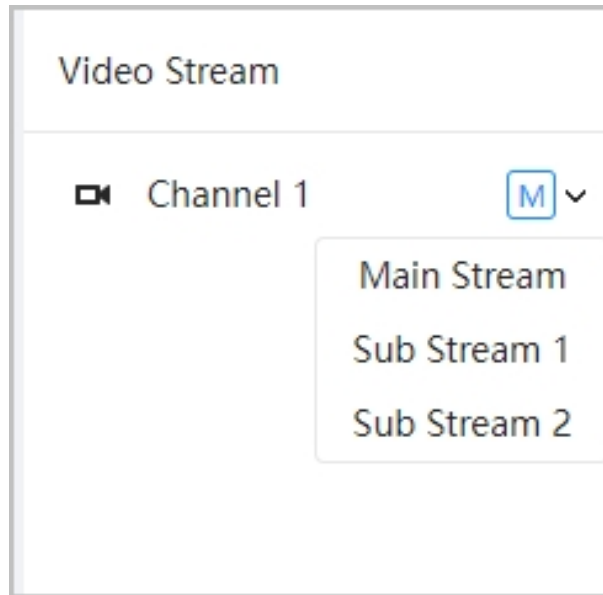 Video Stream
Channel 1 M
Main Stream
Sub Stream 1
Sub Stream 2